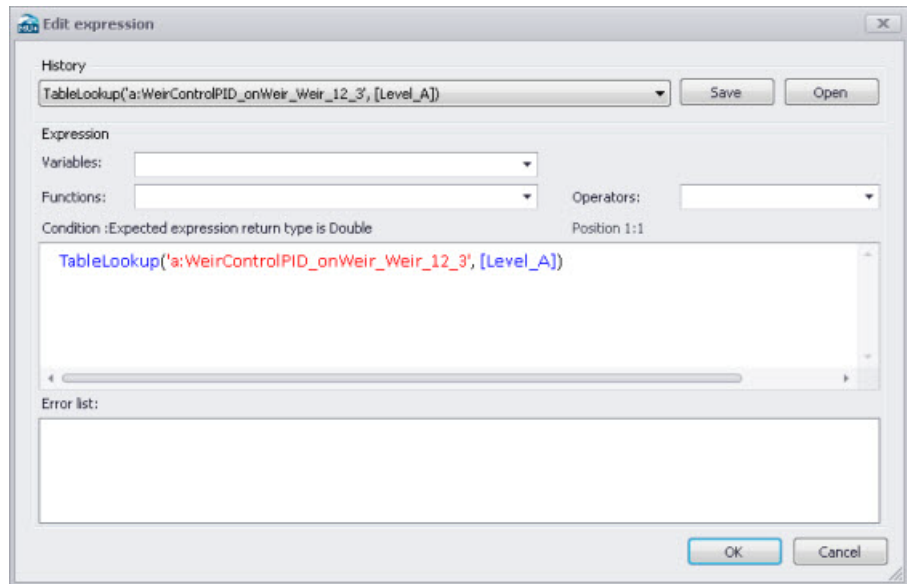 Edit expression
History
TableLookup('a:WeirControlPID_onWeir_Weir_12_3', [Level_A])
Save
Open
Expression
Variables:
Functions:
Operators:
Condition :Expected expression return type is Double
Position 1:1
TableLookup('a:WeirControlPID_onWeir_Weir_12_3', [Level_A])
Error list:
OK
Cancel